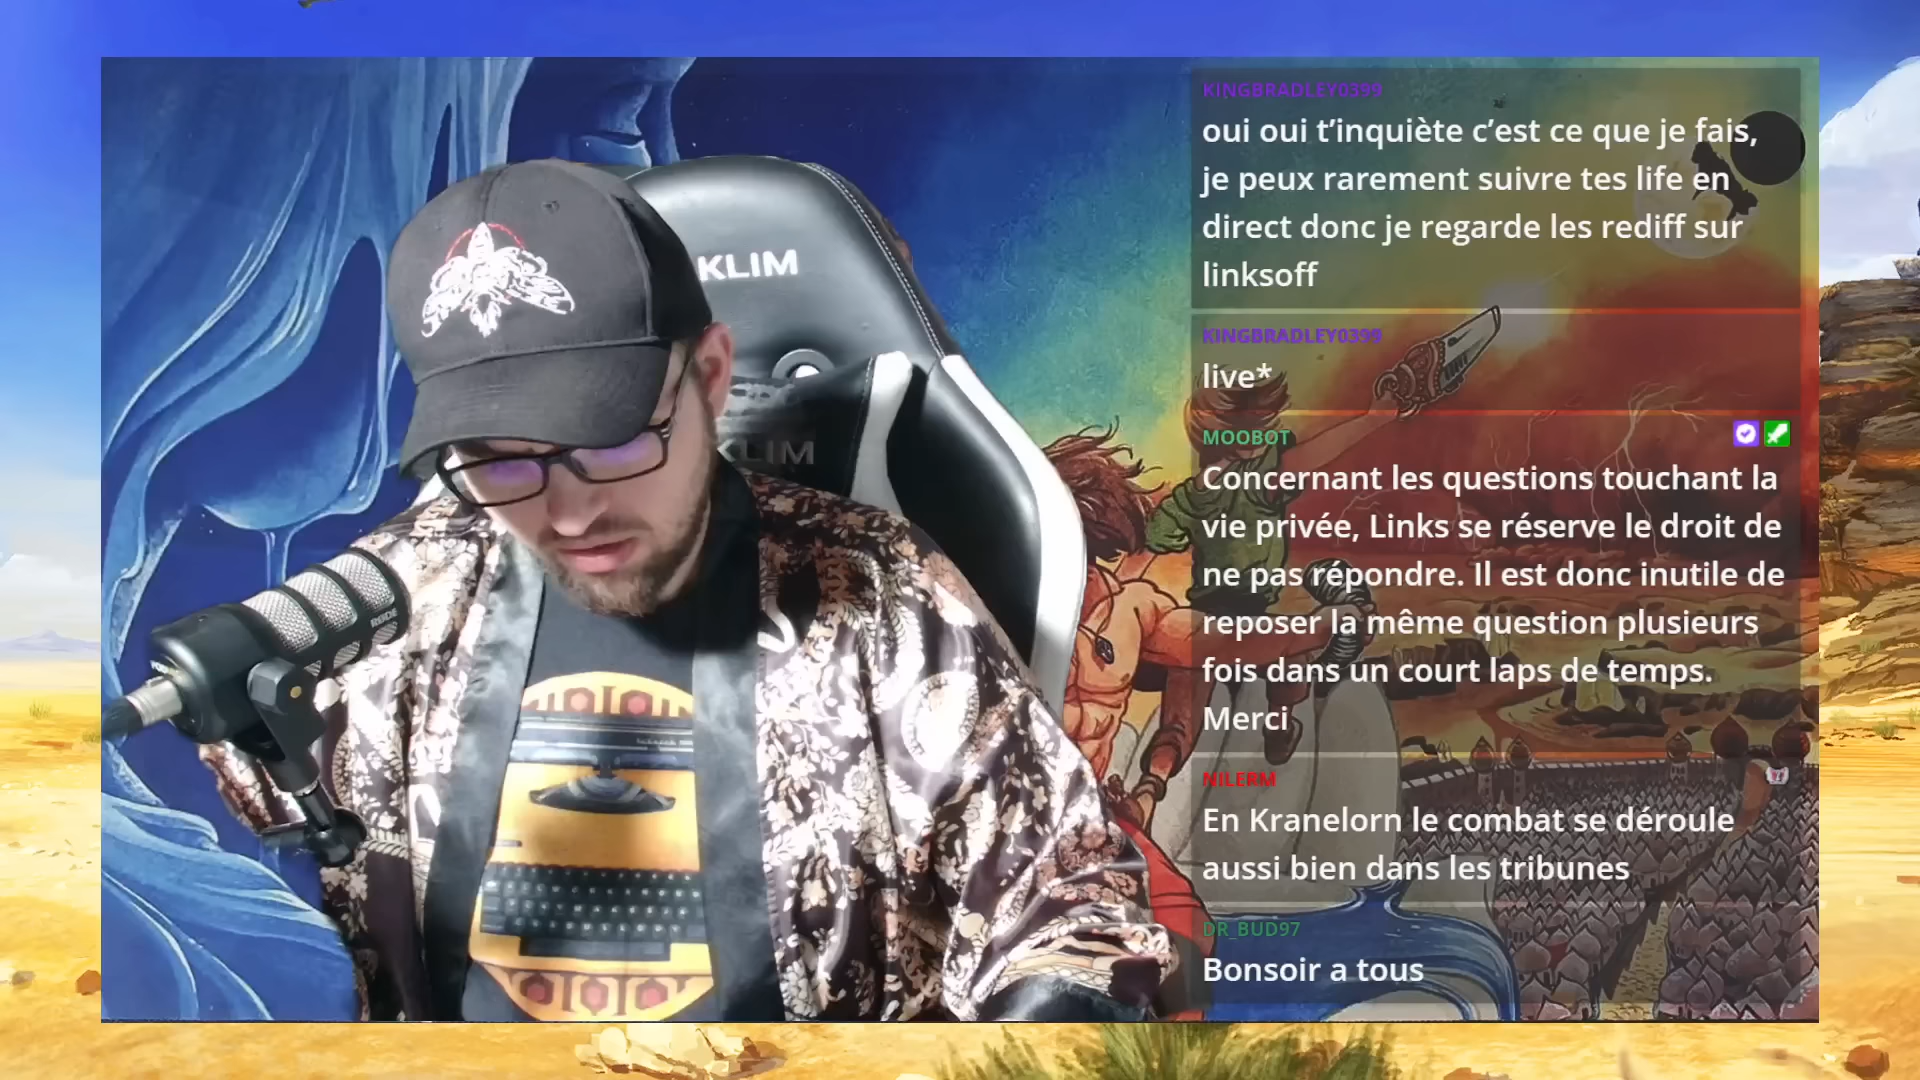 KINGBRADLEY0399
oui oui t’inquiète c’est ce que je fais,
je peux rarement suivre tes life en
direct donc je regarde les rediff sur
linksoff
KINGBRADLEY0399
live*
MOOBOT
Concernant les questions touchant la
vie privée, Links se réserve le droit de
ne pas répondre. Il est donc inutile de
reposer la même question plusieurs
fois dans un court laps de temps.
Merci
NILERM
En Kranelorn le combat se déroule
aussi bien dans les tribunes
DR_BUD97
Bonsoir a tous
KLIM
KLIM
RØDE